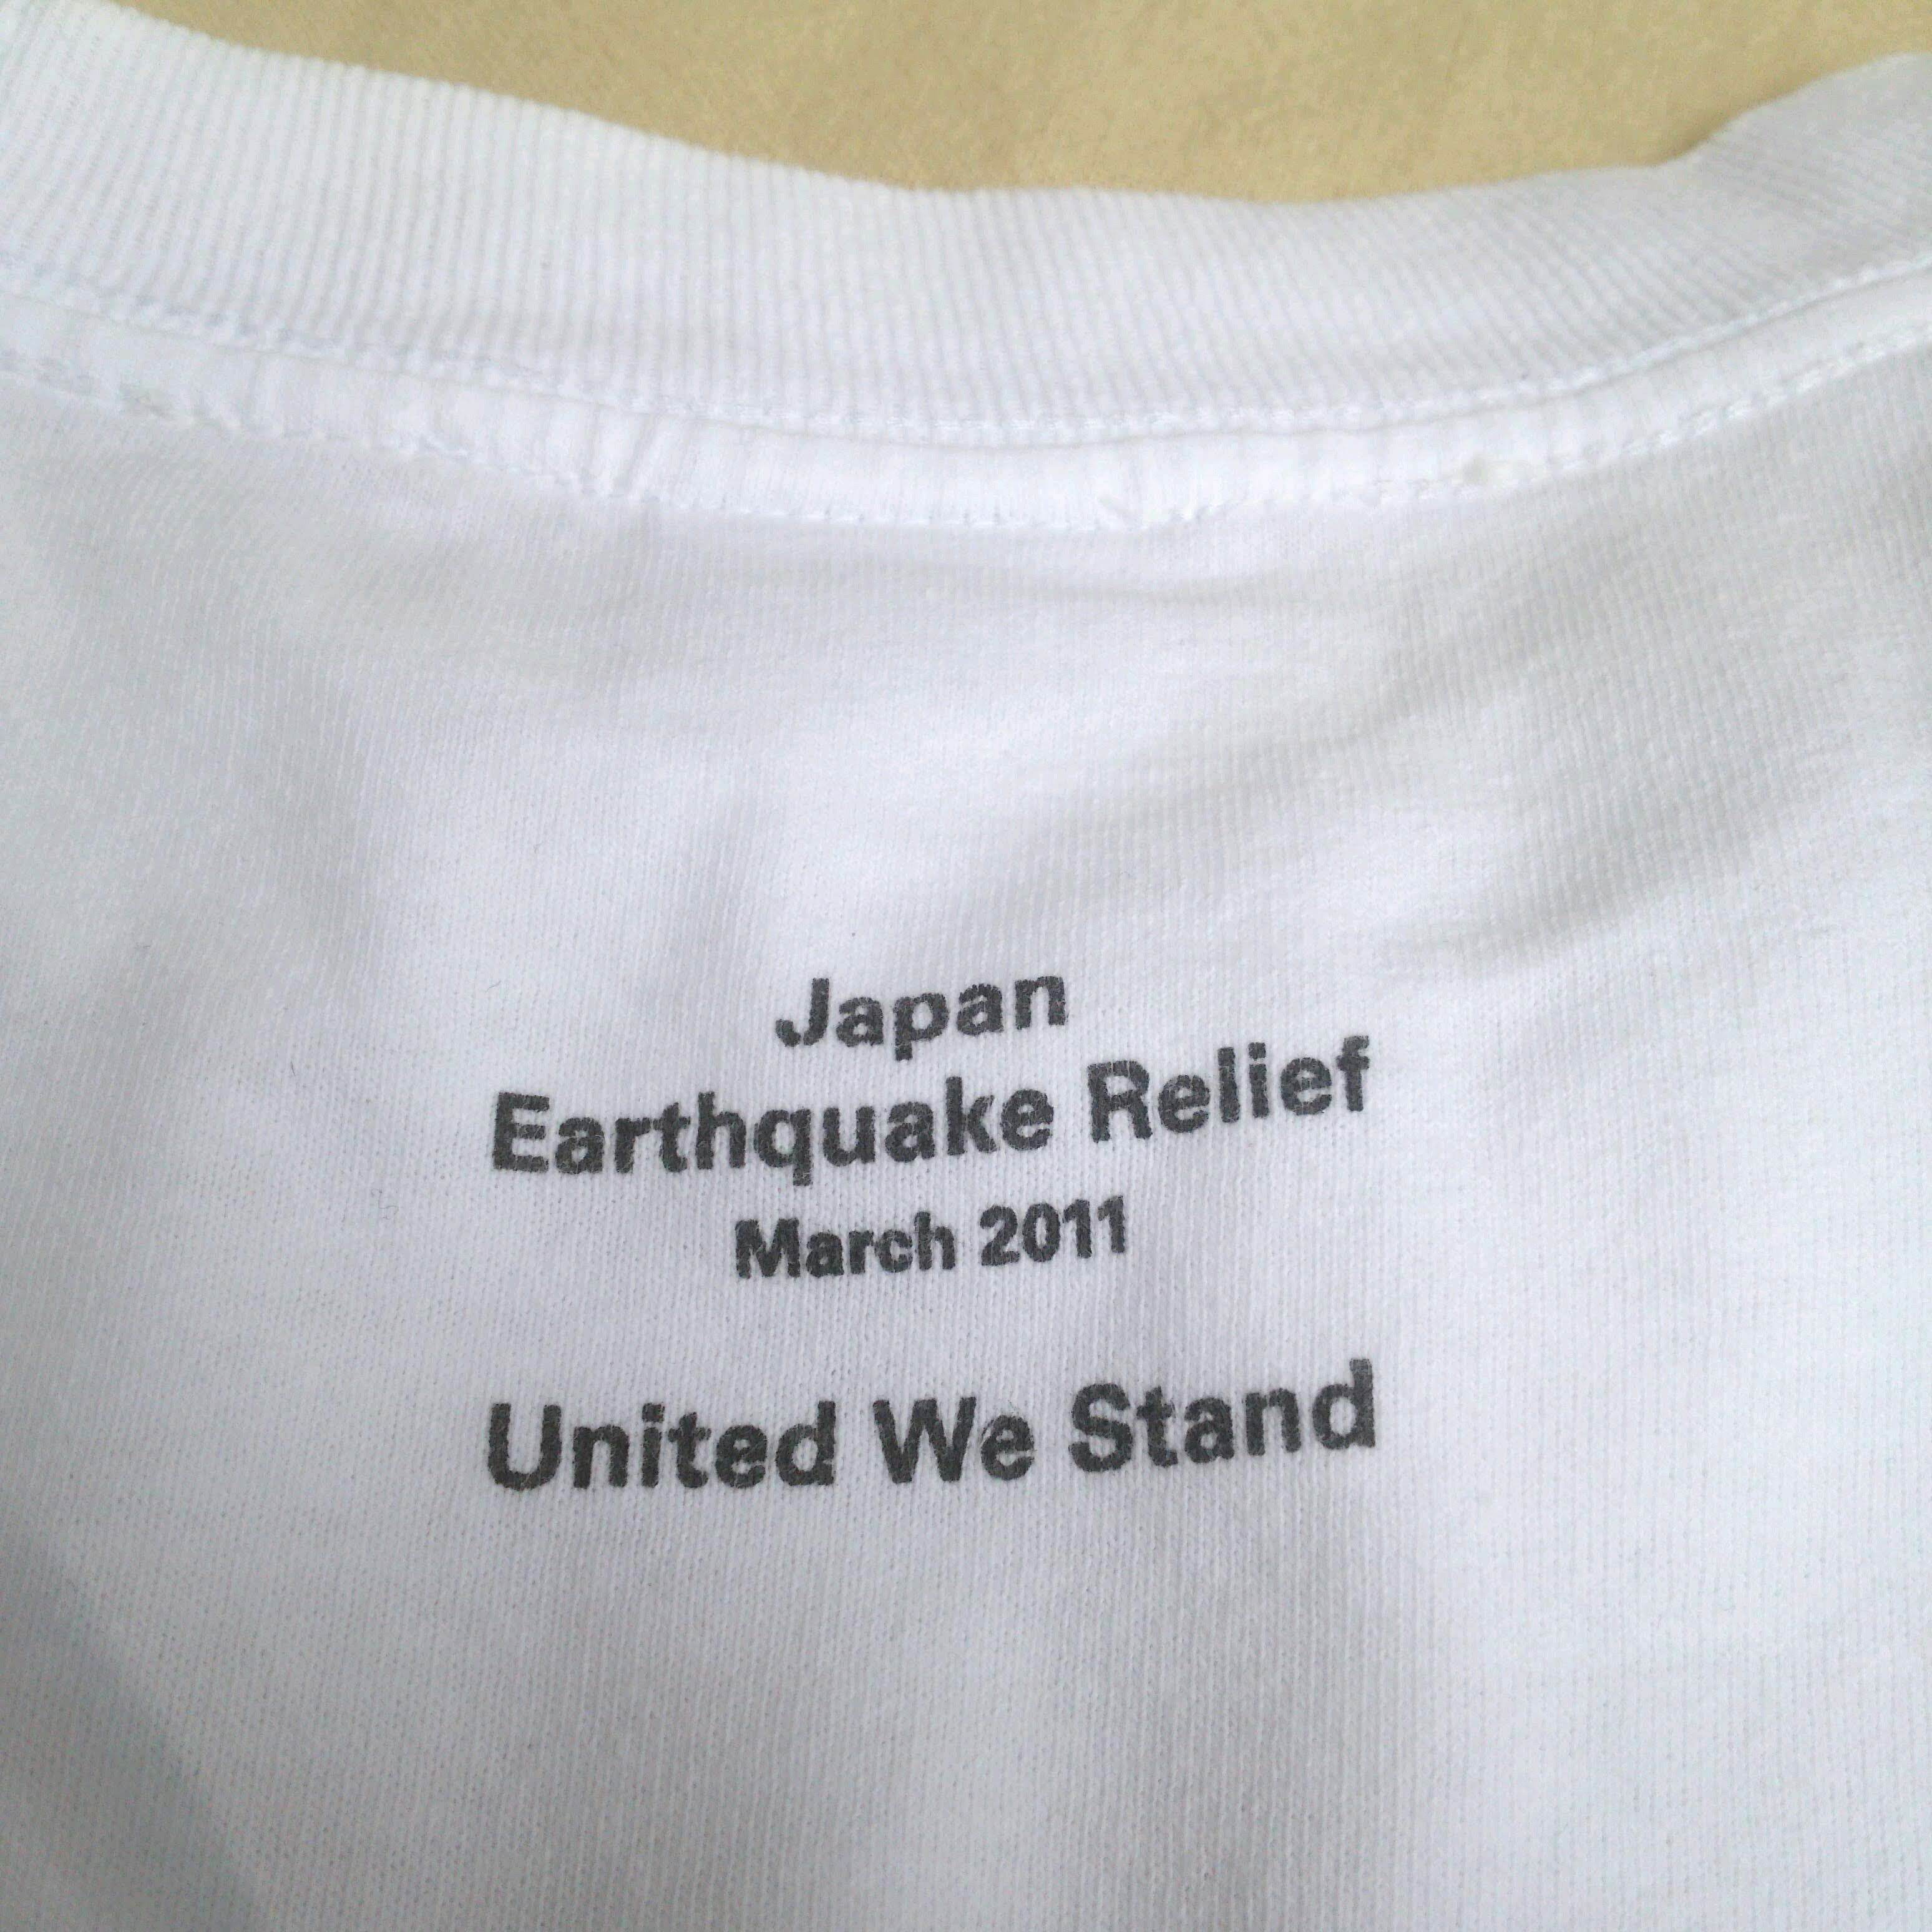 Japan
Earthquake Relief
March 2011
United We Stand